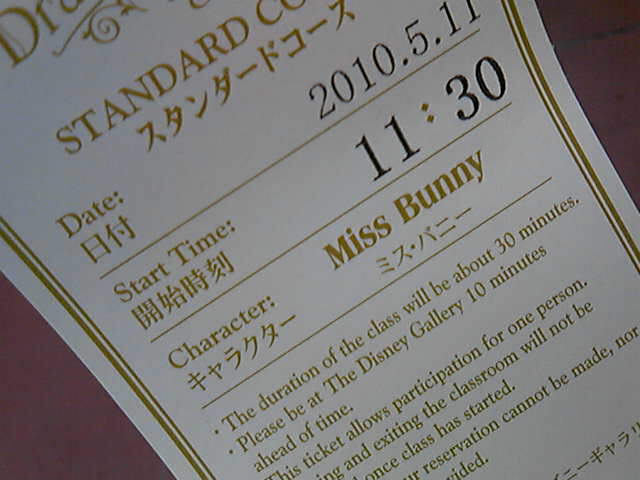 STANDARD CO
スタンダードコース
Date: 2010.5.11
日付
Start Time: 11:30
開始時刻
Character: Miss Bunny
キャラクター ミス・バニー
・The duration of the class will be about 30 minutes.
・Please be at The Disney Gallery 10 minutes
ahead of time.
This ticket allows participation for one person.
and exiting the classroom will not be
once class has started.
reservation cannot be made, nor